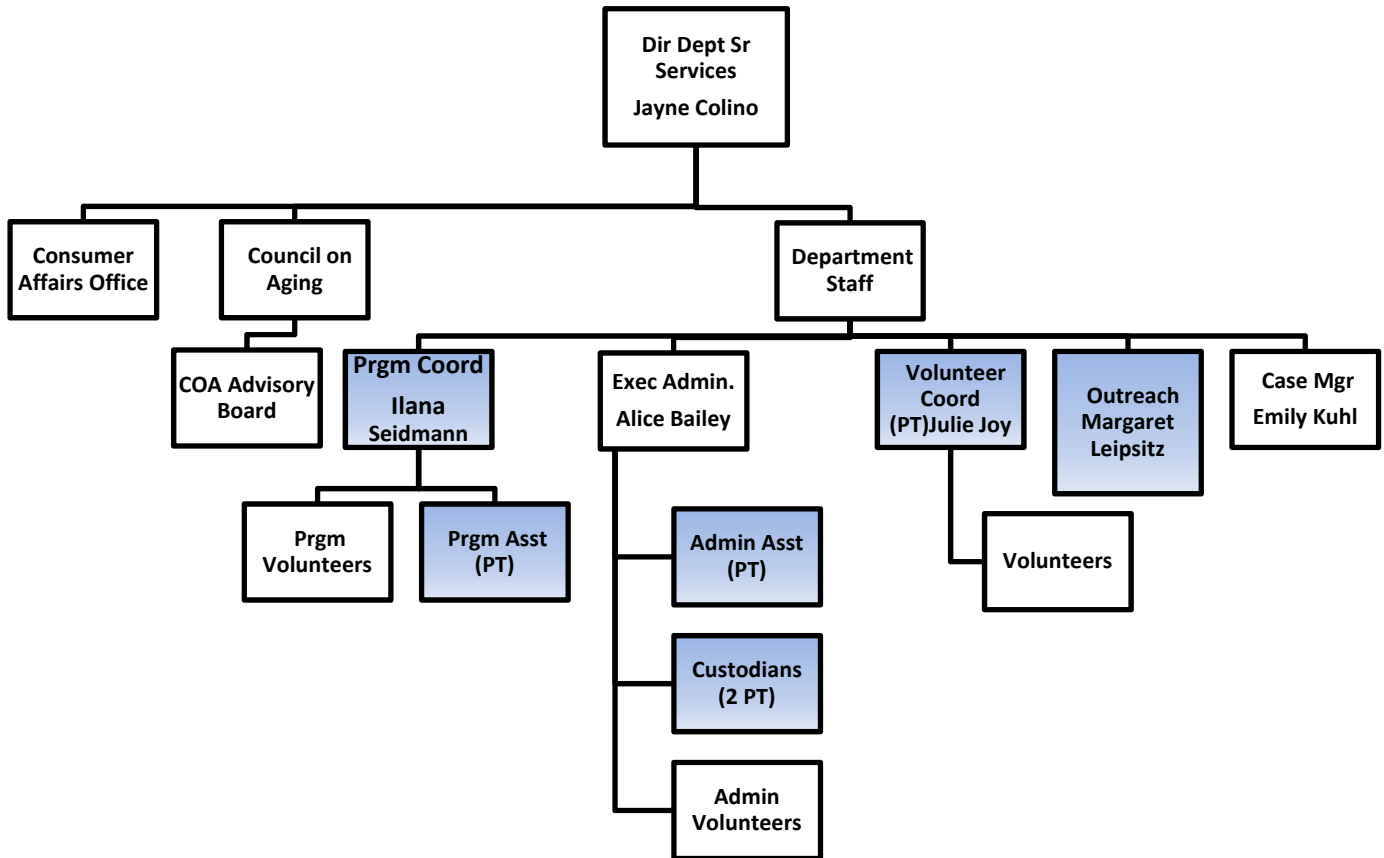 Dir Dept Sr
Services
Jayne Colino
Consumer
Affairs Office
Council on
Aging
Department
Staff
COA Advisory
Board
Prgm Coord
Ilana
Seidmann
Exec Admin.
Alice Bailey
Volunteer
Coord
(PT)Julie Joy
Outreach
Margaret
Leipsitz
Case Mgr
Emily Kuhl
Prgm
Volunteers
Prgm Asst
(PT)
Admin Asst
(PT)
Volunteers
Custodians
(2 PT)
Admin
Volunteers